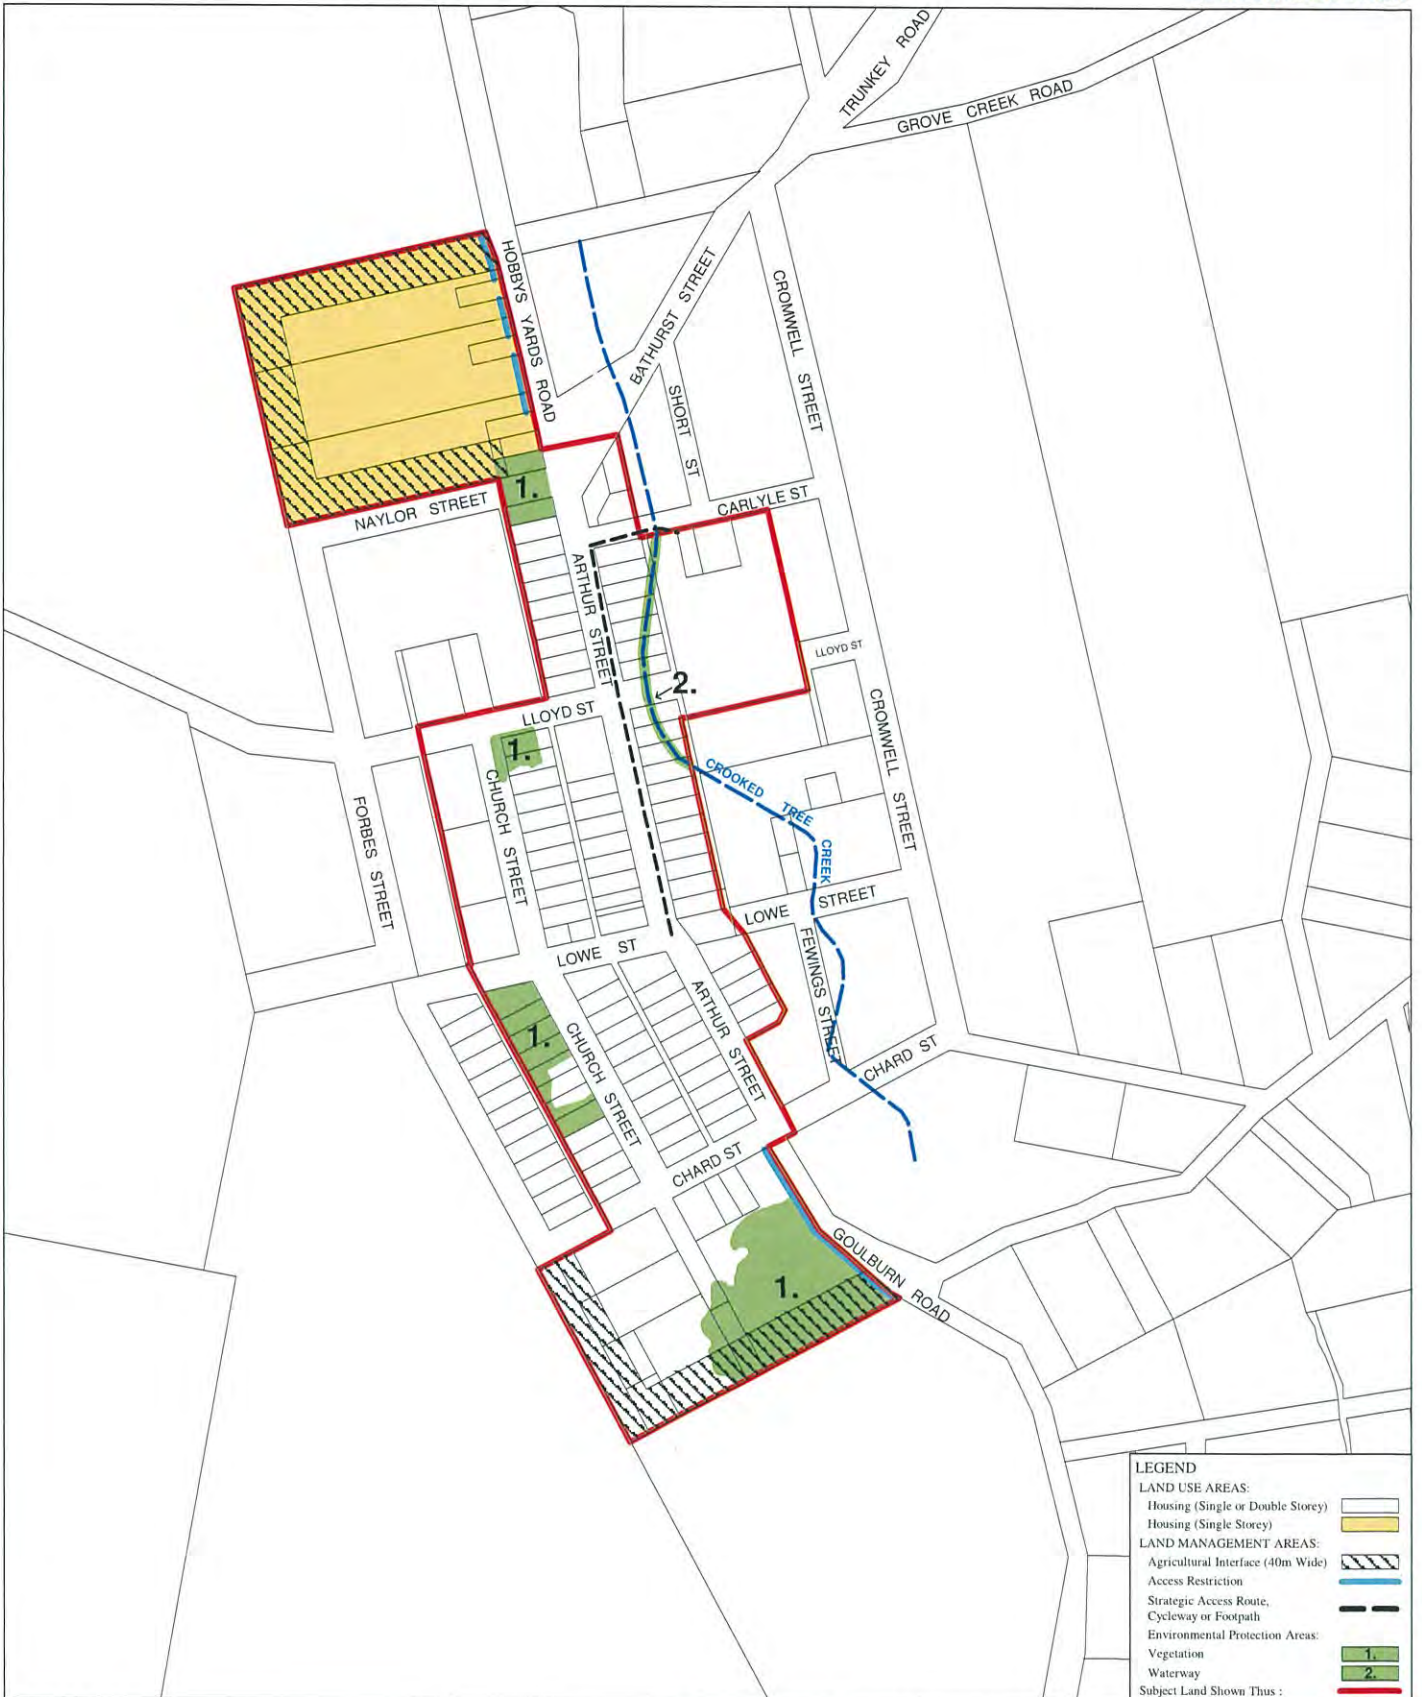 TRUNKEY ROAD
GROVE CREEK ROAD
HOBBYS YARDS ROAD
BATHURST STREET
CROMWELL STREET
SHORT ST
CARLYLE ST
NAYLOR STREET
1.
ARTHUR STREET
LLOYD ST
2.
LLOYD ST
1.
CROMWELL STREET
CROOKED TREE CREEK
CHURCH STREET
FORBES STREET
LOWE STREET
LOWE ST
FEWINGS STREET
ARTHUR STREET
1.
CHURCH STREET
CHARD ST
CHARD ST
GOULBURN ROAD
1.
LEGEND
LAND USE AREAS:
Housing (Single or Double Storey)
Housing (Single Storey)
LAND MANAGEMENT AREAS:
Agricultural Interface (40m Wide)
Access Restriction
Strategic Access Route,
Cycleway or Footpath
Environmental Protection Areas:
Vegetation 1.
Waterway 2.
Subject Land Shown Thus :